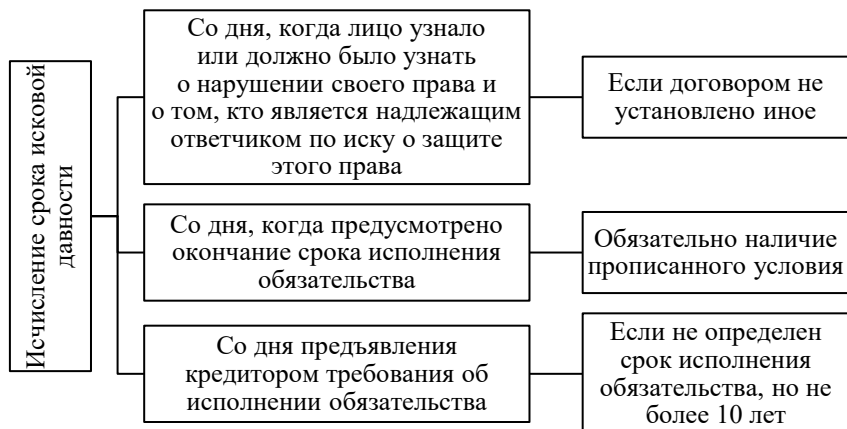 Исчисление срока исковой
давности
Со дня, когда лицо узнало
или должно было узнать
о нарушении своего права и
о том, кто является надлежащим
ответчиком по иску о защите
этого права
Если договором не
установлено иное
Со дня, когда предусмотрено
окончание срока исполнения
обязательства
Обязательно наличие
прописанного условия
Со дня предъявления
кредитором требования об
исполнении обязательства
Если не определен
срок исполнения
обязательства, но не
более 10 лет